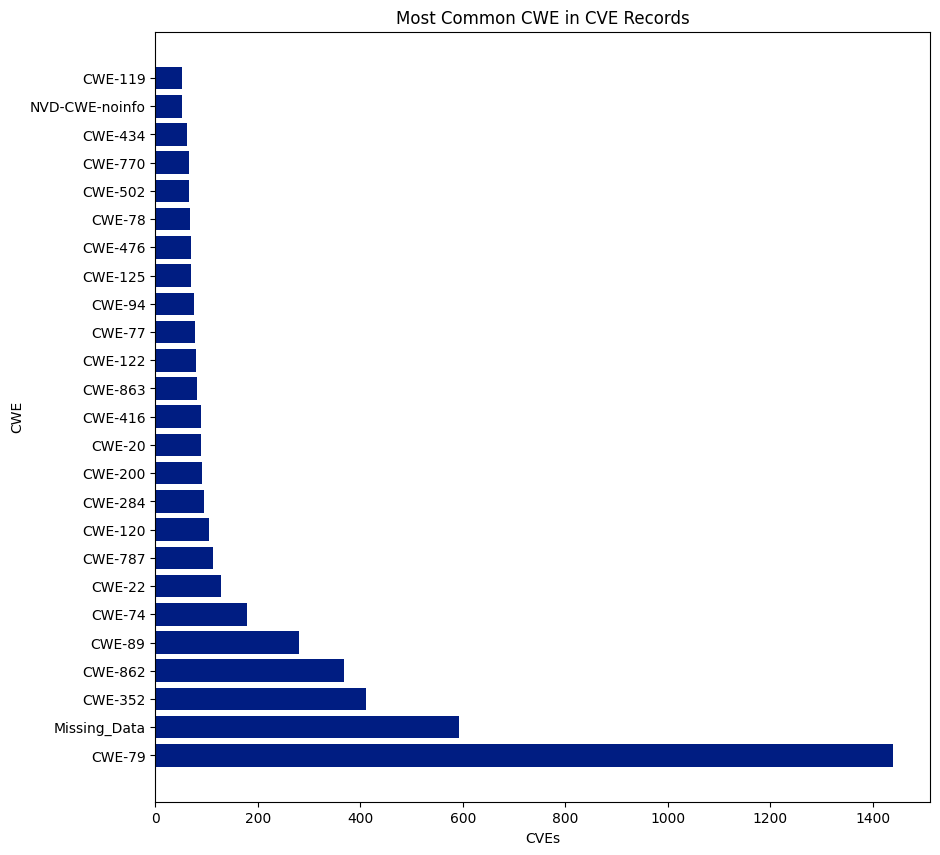 Most Common CWE in CVE Records
CWE-119
NVD-CWE-noinfo
CWE-434
CWE-770
CWE-502
CWE-78
CWE-476
CWE-125
CWE-94
CWE-77
CWE-122
CWE-863
CWE-416
CWE-20
CWE-200
CWE-284
CWE-120
CWE-787
CWE-22
CWE-74
CWE-89
CWE-862
CWE-352
Missing_Data
CWE-79
CWE
0 200 400 600 800 1000 1200 1400
CVEs